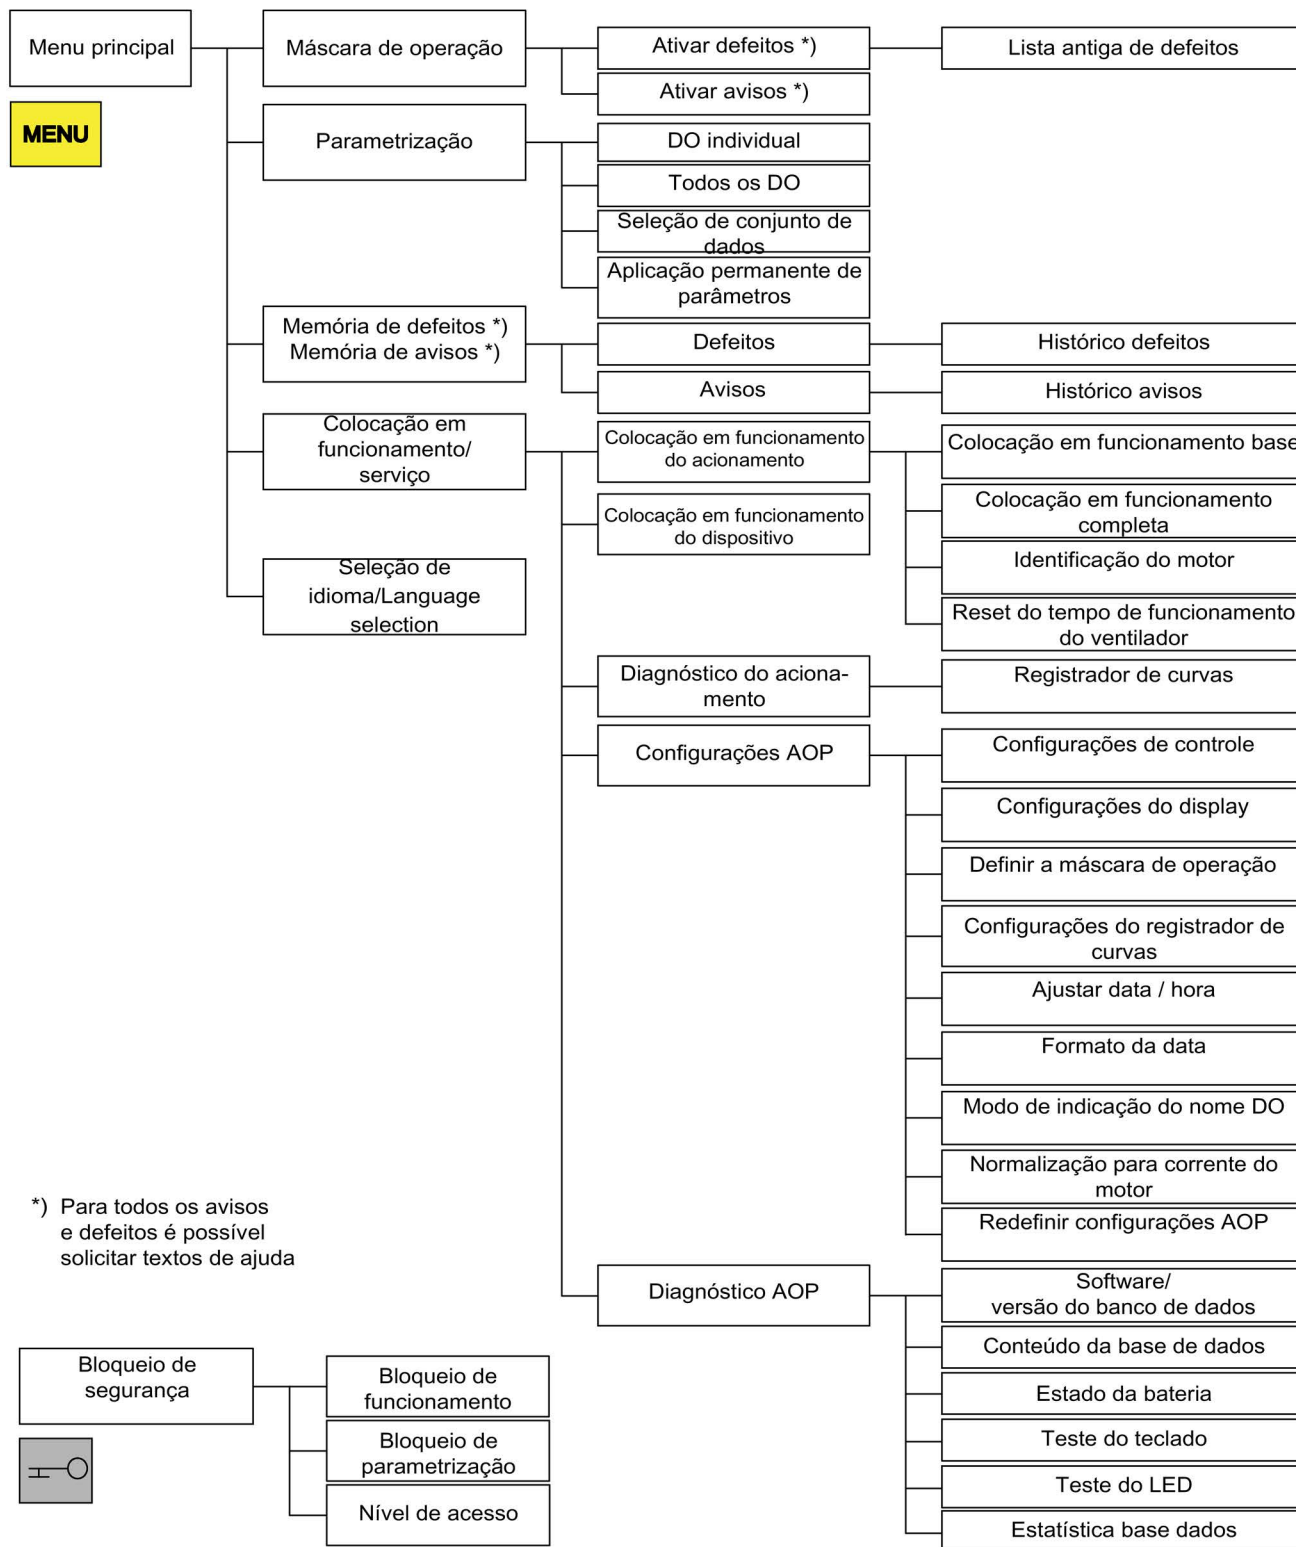 Menu principal
MENU
Máscara de operação
Ativar defeitos *)
Lista antiga de defeitos
Ativar avisos *)
Parametrização
DO individual
Todos os DO
Seleção de conjunto de
dados
Aplicação permanente de
parâmetros
Memória de defeitos *)
Memória de avisos *)
Defeitos
Histórico defeitos
Avisos
Histórico avisos
Colocação em
funcionamento/
serviço
Colocação em funcionamento
do acionamento
Colocação em funcionamento base
Colocação em funcionamento
completa
Identificação do motor
Reset do tempo de funcionamento
do ventilador
Colocação em funcionamento
do dispositivo
Diagnóstico do aciona-
mento
Registrador de curvas
Configurações AOP
Configurações de controle
Configurações do display
Definir a máscara de operação
Configurações do registrador de
curvas
Ajustar data / hora
Formato da data
Modo de indicação do nome DO
Normalização para corrente do
motor
Redefinir configurações AOP
Diagnóstico AOP
Software/
versão do banco de dados
Conteúdo da base de dados
Estado da bateria
Teste do teclado
Teste do LED
Estatística base dados
Seleção de
idioma/Language
selection
*) Para todos os avisos
e defeitos é possível
solicitar textos de ajuda
Bloqueio de
segurança
Bloqueio de
funcionamento
Bloqueio de
parametrização
Nível de acesso